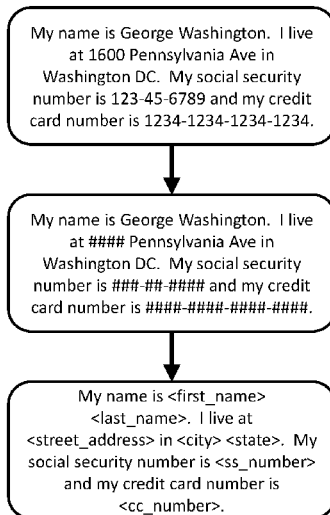 My name is George Washington.  I live
at 1600 Pennsylvania Ave in
Washington DC.  My social security
number is 123-45-6789 and my credit
card number is 1234-1234-1234-1234.
My name is George Washington.  I live
at #### Pennsylvania Ave in
Washington DC.  My social security
number is ###-##-#### and my credit
card number is ####-####-####-####.
My name is <first_name>
<last_name>.  I live at
<street_address> in <city> <state>.  My
social security number is <ss_number>
and my credit card number is
<cc_number>.